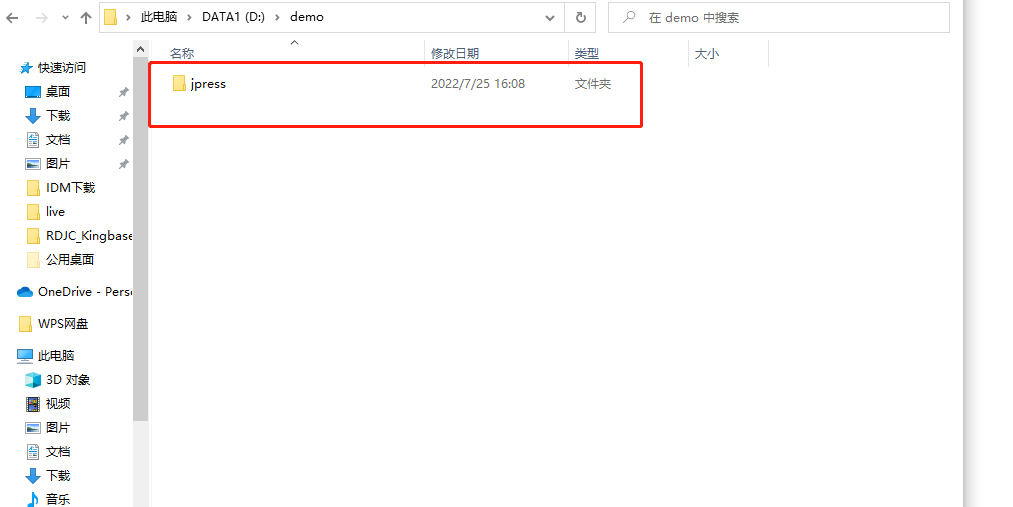 此电脑 DATA1 (D:) demo 在 demo 中搜索
名称 修改日期 类型 大小
jpress 2022/7/25 16:08 文件夹
快速访问
桌面
下载
文档
图片
IDM下载
live
RDJC_Kingbase
公用桌面
OneDrive - Pers
WPS网盘
此电脑
3D 对象
视频
图片
文档
下载
音乐